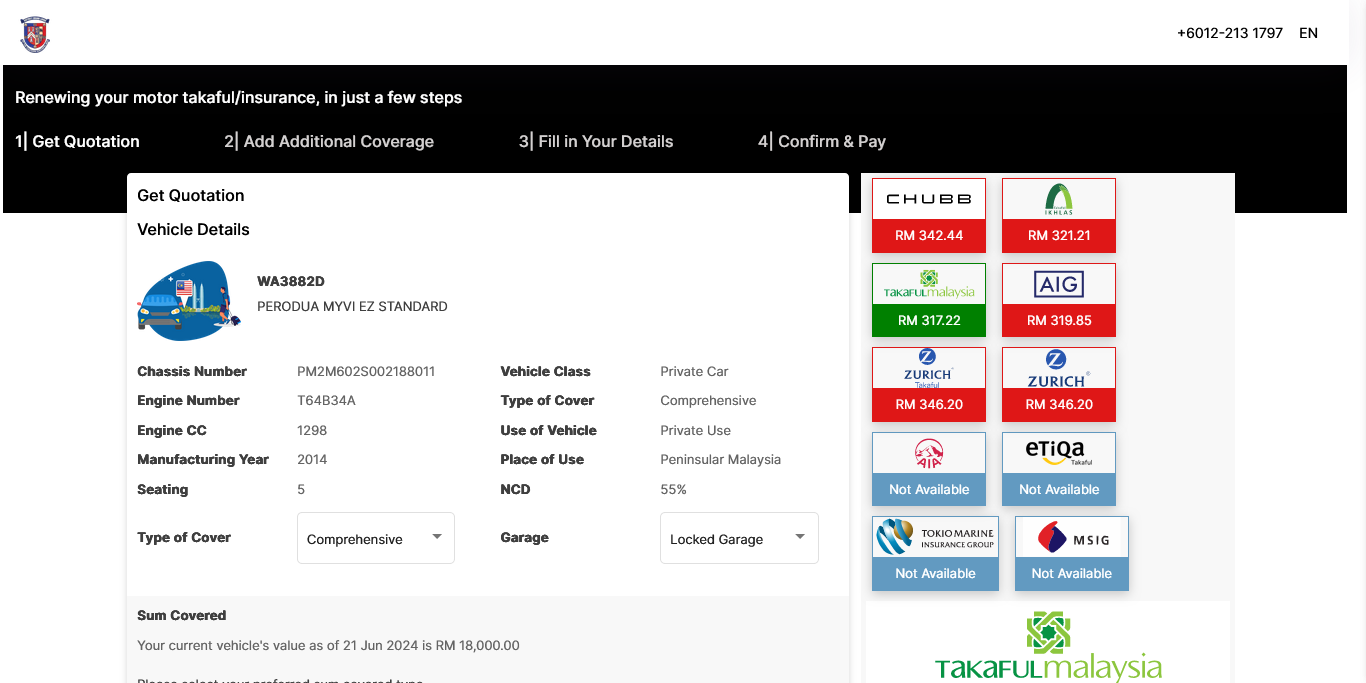 +6012-213 1797 EN
Renewing your motor takaful/insurance, in just a few steps
1| Get Quotation 2| Add Additional Coverage 3| Fill in Your Details 4| Confirm & Pay
Get Quotation
Vehicle Details
WA3882D
PERODUA MYVI EZ STANDARD
Chassis Number PM2M602S002188011 Vehicle Class Private Car
Engine Number T64B34A Type of Cover Comprehensive
Engine CC 1298 Use of Vehicle Private Use
Manufacturing Year 2014 Place of Use Peninsular Malaysia
Seating 5 NCD 55%
Type of Cover Comprehensive Garage Locked Garage
Sum Covered
Your current vehicle's value as of 21 Jun 2024 is RM 18,000.00
Please select your preferred sum covered type
CHUBB IKHLAS
RM 342.44 RM 321.21
TAKAFULmalaysia AIG
RM 317.22 RM 319.85
ZURICH ZURICH
Takaful
RM 346.20 RM 346.20
AIA eTiQa
Takaful
Not Available Not Available
TOKIO MARINE MSIG
INSURANCE GROUP
Not Available Not Available
TAKAFULmalaysia